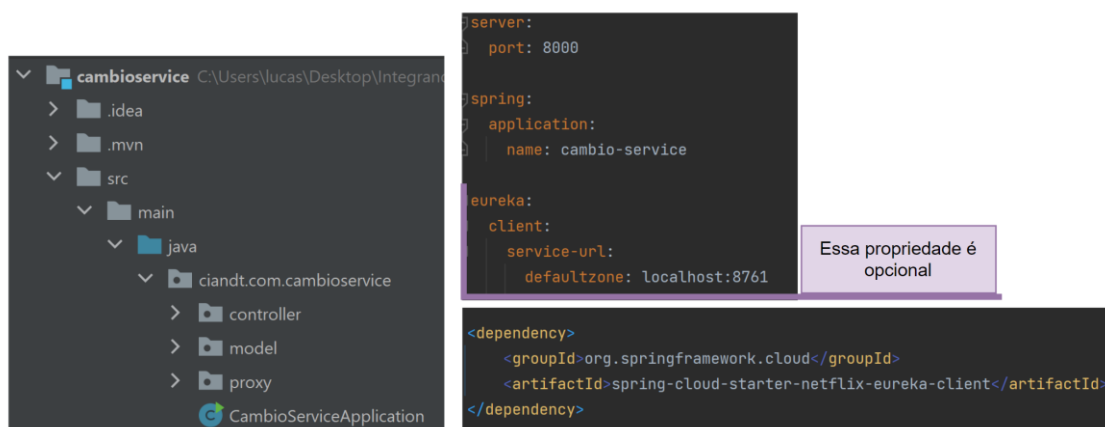 cambioservice C:\Users\lucas\Desktop\Integran
.idea
.mvn
src
main
java
ciandt.com.cambioservice
controller
model
proxy
CambioServiceApplication
server:
port: 8000
spring:
application:
name: cambio-service
eureka:
client:
service-url:
defaultzone: localhost:8761
Essa propriedade é
opcional
<dependency>
<groupId>org.springframework.cloud</groupId>
<artifactId>spring-cloud-starter-netflix-eureka-client</artifactId>
</dependency>